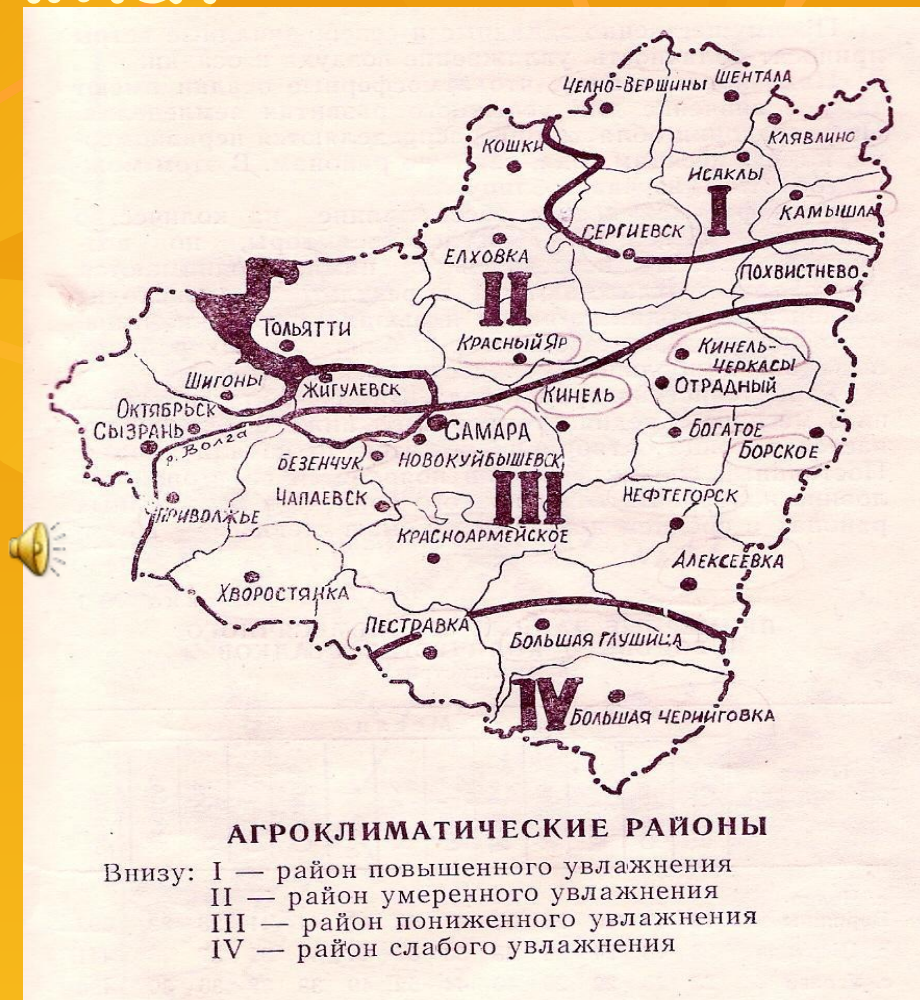 ЧЕЛНО-ВЕРШИНЫ
ШЕНТАЛА
КЛЯВЛИНО
КОШКИ
ИСАКЛЫ
I
КАМЫШЛА
СЕРГИЕВСК
ЕЛХОВКА
ПОХВИСТНЕВО
II
ТОЛЬЯТТИ
КРАСНЫЙ ЯР
КИНЕЛЬ-
ЧЕРКАСЫ
ШИГОНЫ
ЖИГУЛЕВСК
КИНЕЛЬ
ОТРАДНЫЙ
ОКТЯБРЬСК
СЫЗРАНЬ
р. Волга
САМАРА
БОГАТОЕ
БОРСКОЕ
БЕЗЕНЧУК
НОВОКУЙБЫШЕВСК
ЧАПАЕВСК
III
НЕФТЕГОРСК
ПРИВОЛЖЬЕ
КРАСНОАРМЕЙСКОЕ
АЛЕКСЕЕВКА
ХВОРОСТЯНКА
ПЕСТРАВКА
БОЛЬШАЯ ГЛУШИЦА
IV
БОЛЬШАЯ ЧЕРНИГОВКА
АГРОКЛИМАТИЧЕСКИЕ РАЙОНЫ
Внизу: I — район повышенного увлажнения
II — район умеренного увлажнения
III — район пониженного увлажнения
IV — район слабого увлажнения